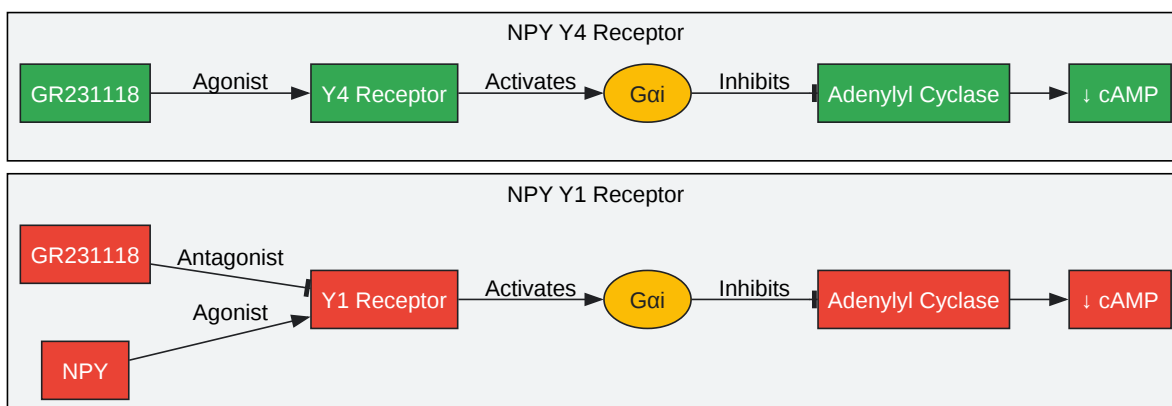 NPY Y4 Receptor
GR231118
Agonist
Y4 Receptor
Activates
Gαi
Inhibits
Adenylyl Cyclase
↓ cAMP
NPY Y1 Receptor
GR231118
Antagonist
Agonist
NPY
Y1 Receptor
Activates
Gαi
Inhibits
Adenylyl Cyclase
↓ cAMP